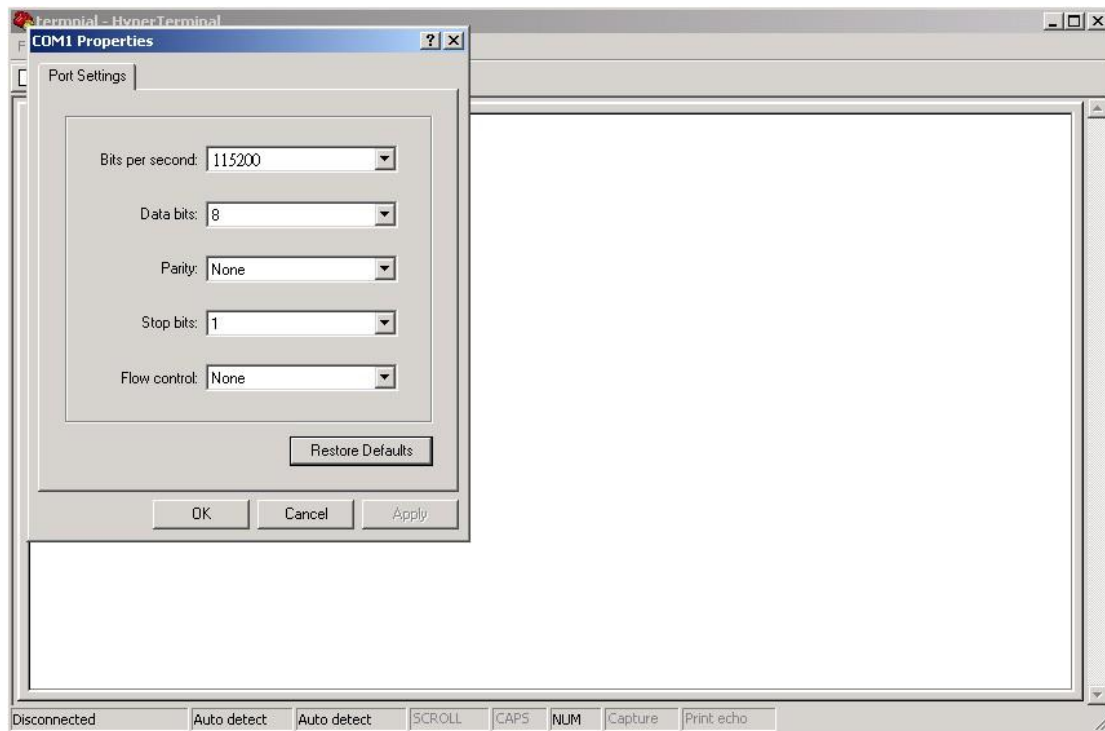 termpial - HyperTerminal
COM1 Properties
F
Port Settings
Bits per second: 115200
Data bits: 8
Parity: None
Stop bits: 1
Flow control: None
Restore Defaults
OK Cancel Apply
Disconnected Auto detect Auto detect SCROLL CAPS NUM Capture Print echo